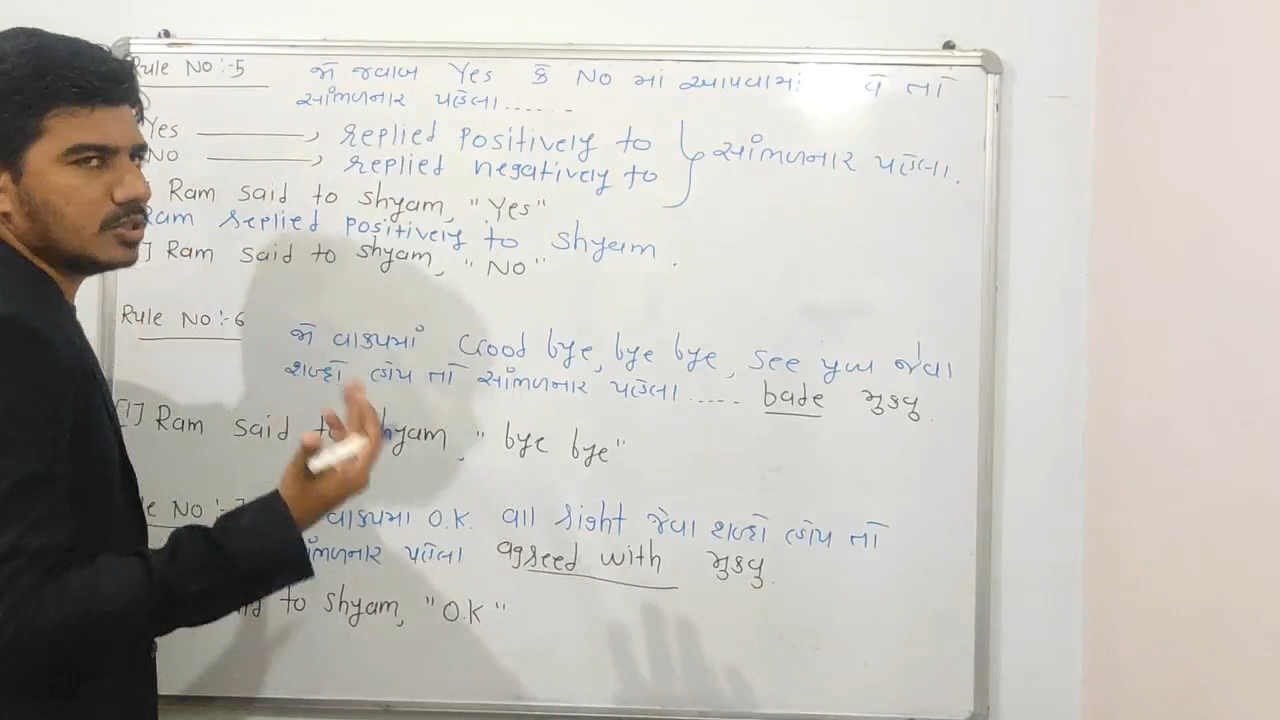 Rule No:-5 જો જવાબ Yes કે No માં આપવામાં વે તો
સાંભળનાર પહેલા.......
Yes ———, replied positively to
No ———, replied negatively to } સાંભળનાર પહેલા.
Ram said to shyam, "Yes"
Ram replied positively to shyam.
] Ram said to shyam, "No"
Rule No:-6 જો વાક્યમાં Good bye, bye bye, see you જેવા
શબ્દો હોય તો સાંભળનાર પહેલા ..... bade મુકવુ.
[1] Ram said to shyam, "bye bye"
No:- વાક્યમા O.K. all right જેવા શબ્દો હોય તો
પહેલા agreed with મુકવુ.
to shyam, "O.K"